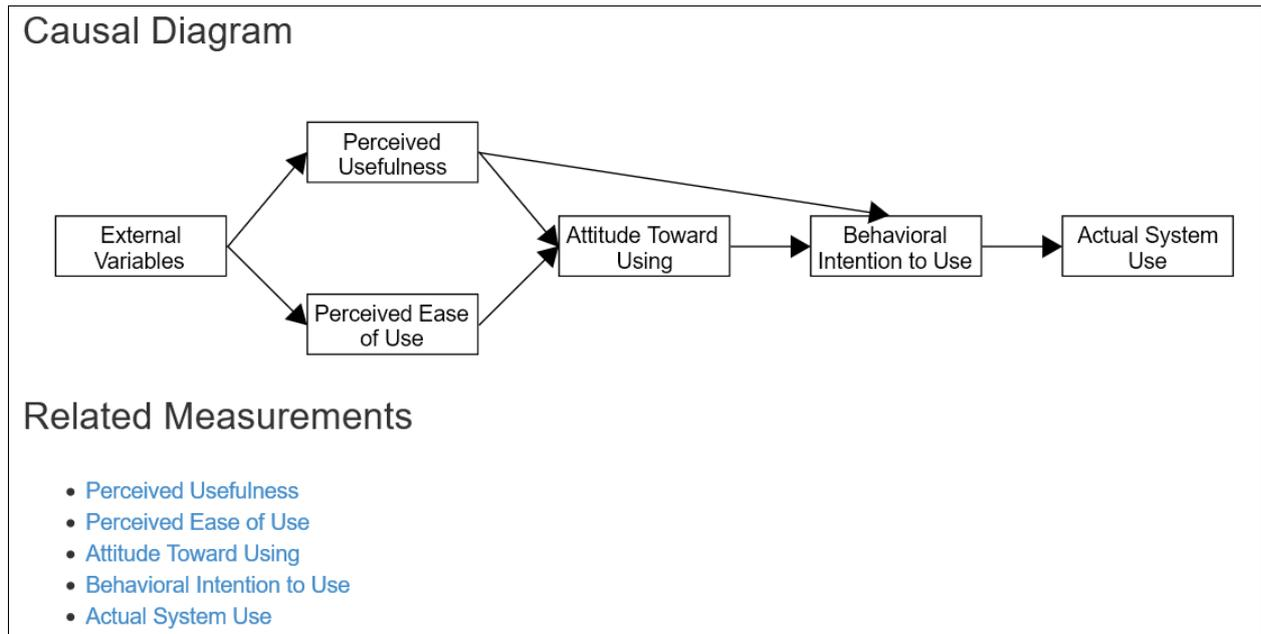 Causal Diagram
Perceived
Usefulness
External
Variables
Perceived Ease
of Use
Attitude Toward
Using
Behavioral
Intention to Use
Actual System
Use
Related Measurements
Perceived Usefulness
Perceived Ease of Use
Attitude Toward Using
Behavioral Intention to Use
Actual System Use